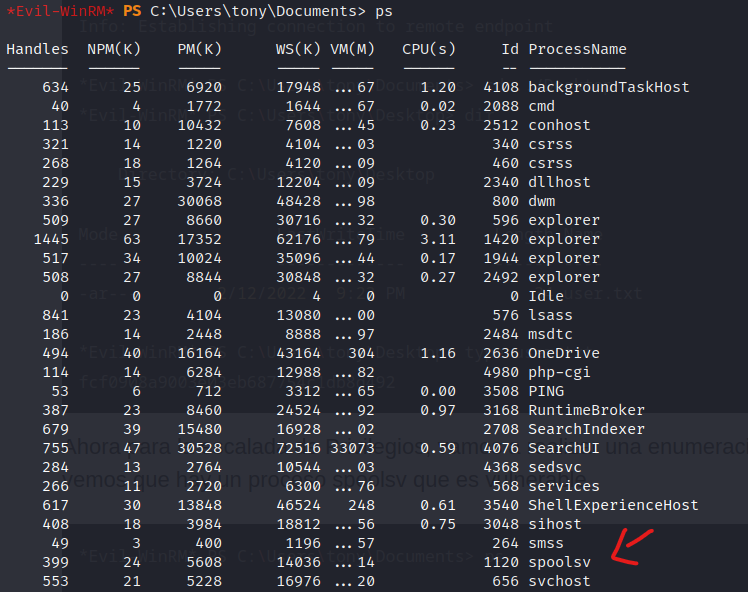 *Evil-WinRM* PS C:\Users\tony\Documents> ps
Handles NPM(K) PM(K) WS(K) VM(M) CPU(s) Id ProcessName
------- ------ ----- ----- ----- ------ -- -----------
634 25 6920 17948 ...67 1.20 4108 backgroundTaskHost
40 4 1772 1644 ...67 0.02 2088 cmd
113 10 10432 7608 ...45 0.23 2512 conhost
321 14 1220 4104 ...03 340 csrss
268 18 1264 4120 ...09 460 csrss
229 15 3724 12204 ...09 2340 dllhost
336 27 30068 48428 ...98 800 dwm
509 27 8660 30716 ...32 0.30 596 explorer
1445 63 17352 62176 ...79 3.11 1420 explorer
517 34 10024 35096 ...44 0.17 1944 explorer
508 27 8844 30848 ...32 0.27 2492 explorer
0 0 0 4 0 0 Idle
841 23 4104 13080 ...00 576 lsass
186 14 2448 8888 ...97 2484 msdtc
494 40 16164 43164 304 1.16 2636 OneDrive
114 14 6284 12988 ...82 4980 php-cgi
53 6 712 3312 ...65 0.00 3508 PING
387 23 8460 24524 ...92 0.97 3168 RuntimeBroker
679 39 15480 16928 ...02 2708 SearchIndexer
755 47 30528 72516 33073 0.59 4076 SearchUI
284 13 2764 10544 ...03 4368 sedsvc
266 11 2720 6300 ...76 568 services
617 30 13848 46524 248 0.61 3540 ShellExperienceHost
408 18 3984 18812 ...56 0.75 3048 sihost
49 3 400 1196 ...57 264 smss
399 24 5608 14036 ...14 1120 spoolsv
553 21 5228 16976 ...20 656 svchost